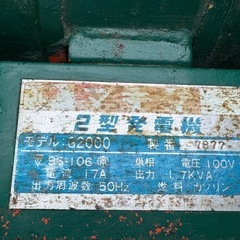 2型発電機
モデル：G2000 製番 7877
▽95-106 単相 電圧 100V
電流 17A 出力 1.7KVA
出力周波数 50Hz 燃料 ガソリン